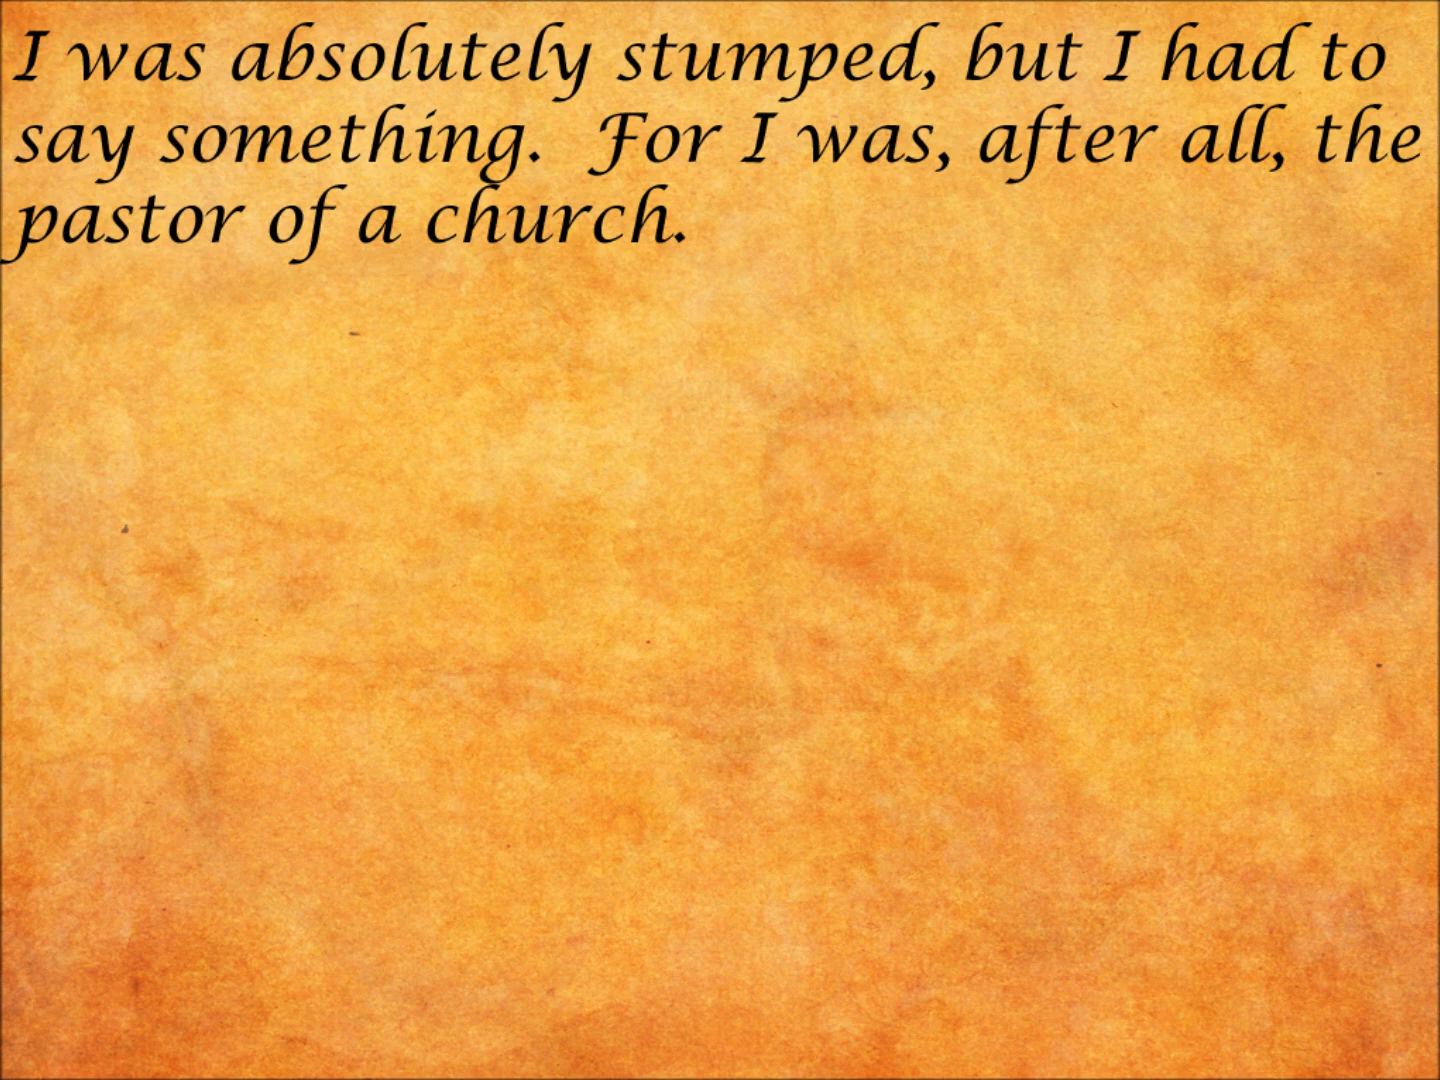 I was absolutely stumped, but I had to
say something.  For I was, after all, the
pastor of a church.